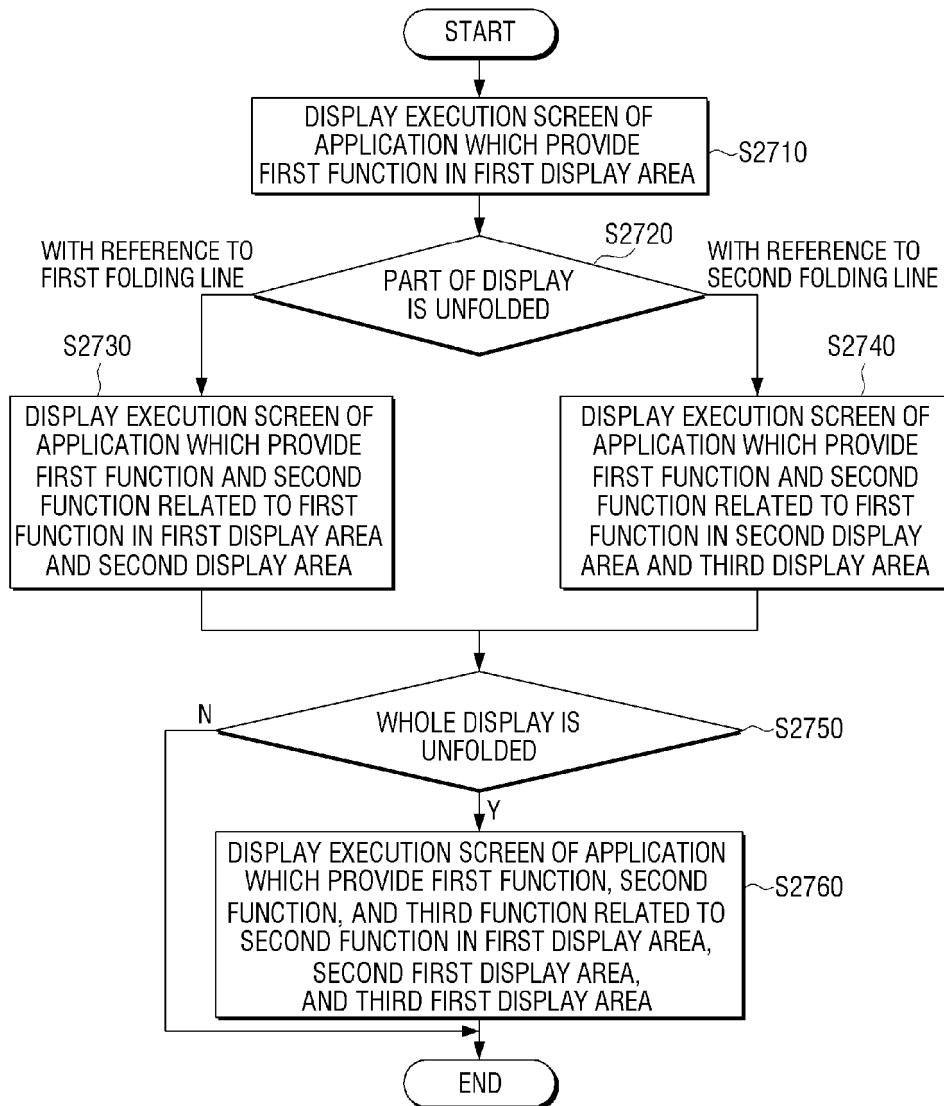 START
DISPLAY EXECUTION SCREEN OF
APPLICATION WHICH PROVIDE
FIRST FUNCTION IN FIRST DISPLAY AREA
S2710
S2720
WITH REFERENCE TO
FIRST FOLDING LINE
PART OF DISPLAY
IS UNFOLDED
WITH REFERENCE TO
SECOND FOLDING LINE
S2730
DISPLAY EXECUTION SCREEN OF
APPLICATION WHICH PROVIDE
FIRST FUNCTION AND SECOND
FUNCTION RELATED TO FIRST
FUNCTION IN FIRST DISPLAY AREA
AND SECOND DISPLAY AREA
S2740
DISPLAY EXECUTION SCREEN OF
APPLICATION WHICH PROVIDE
FIRST FUNCTION AND SECOND
FUNCTION RELATED TO FIRST
FUNCTION IN SECOND DISPLAY
AREA AND THIRD DISPLAY AREA
N
WHOLE DISPLAY IS
UNFOLDED
S2750
Y
DISPLAY EXECUTION SCREEN OF APPLICATION
WHICH PROVIDE FIRST FUNCTION, SECOND
FUNCTION, AND THIRD FUNCTION RELATED TO
SECOND FUNCTION IN FIRST DISPLAY AREA,
SECOND FIRST DISPLAY AREA,
AND THIRD FIRST DISPLAY AREA
S2760
END